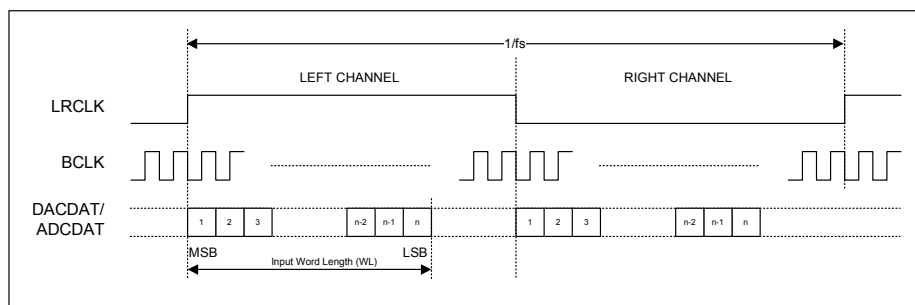 1/fs
LEFT CHANNEL RIGHT CHANNEL
LRCLK
BCLK
DACDAT/
ADCDAT
1 2 3 n-2 n-1 n 1 2 3 n-2 n-1 n
MSB LSB
Input Word Length (WL)